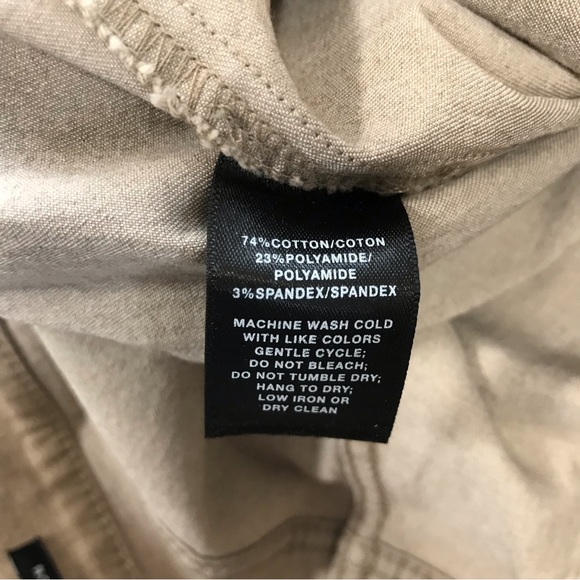 74%COTTON/COTON
23%POLYAMIDE/
POLYAMIDE
3%SPANDEX/SPANDEX
MACHINE WASH COLD
WITH LIKE COLORS
GENTLE CYCLE;
DO NOT BLEACH;
DO NOT TUMBLE DRY;
HANG TO DRY;
LOW IRON OR
DRY CLEAN